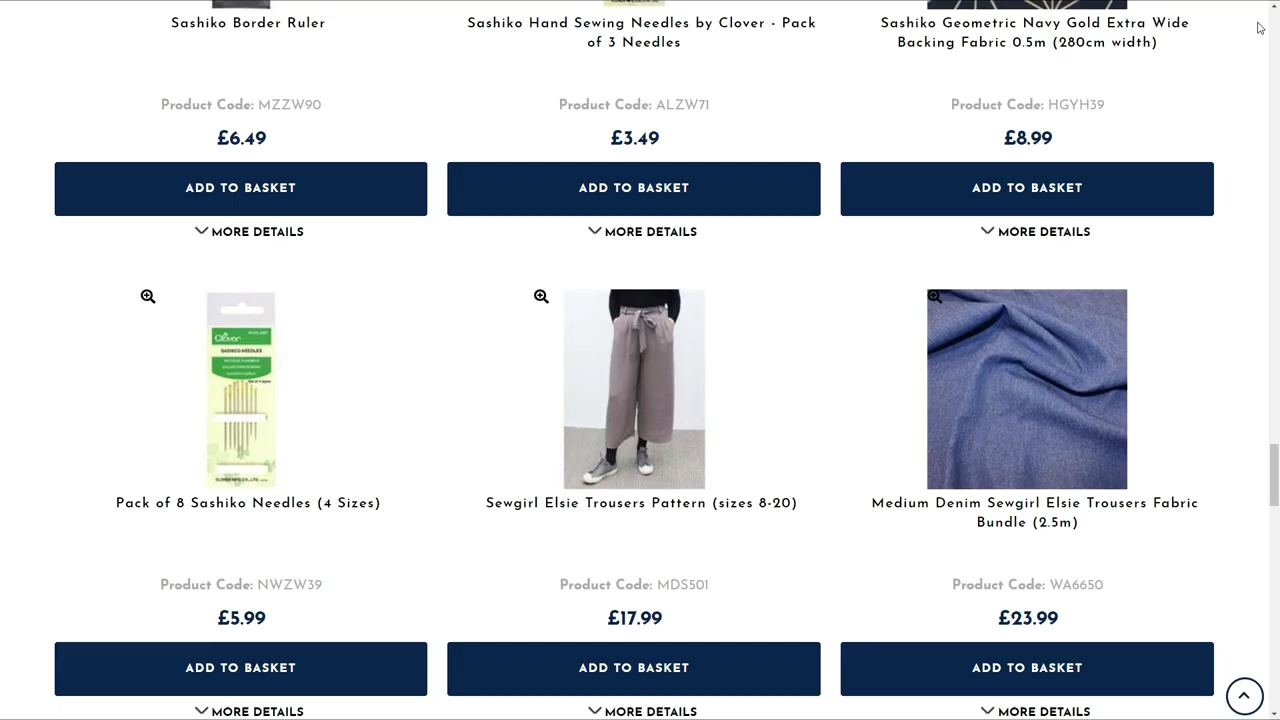 Sashiko Border Ruler
Sashiko Hand Sewing Needles by Clover - Pack
of 3 Needles
Sashiko Geometric Navy Gold Extra Wide
Backing Fabric 0.5m (280cm width)
Product Code: MZZW90
Product Code: ALZW71
Product Code: HGYH39
£6.49
£3.49
£8.99
ADD TO BASKET
ADD TO BASKET
ADD TO BASKET
MORE DETAILS
MORE DETAILS
MORE DETAILS
Clover
SASHIKO NEEDLES
Pack of 8 Sashiko Needles (4 Sizes)
Sewgirl Elsie Trousers Pattern (sizes 8-20)
Medium Denim Sewgirl Elsie Trousers Fabric
Bundle (2.5m)
Product Code: NWZW39
Product Code: MDS501
Product Code: WA6650
£5.99
£17.99
£23.99
ADD TO BASKET
ADD TO BASKET
ADD TO BASKET
MORE DETAILS
MORE DETAILS
MORE DETAILS